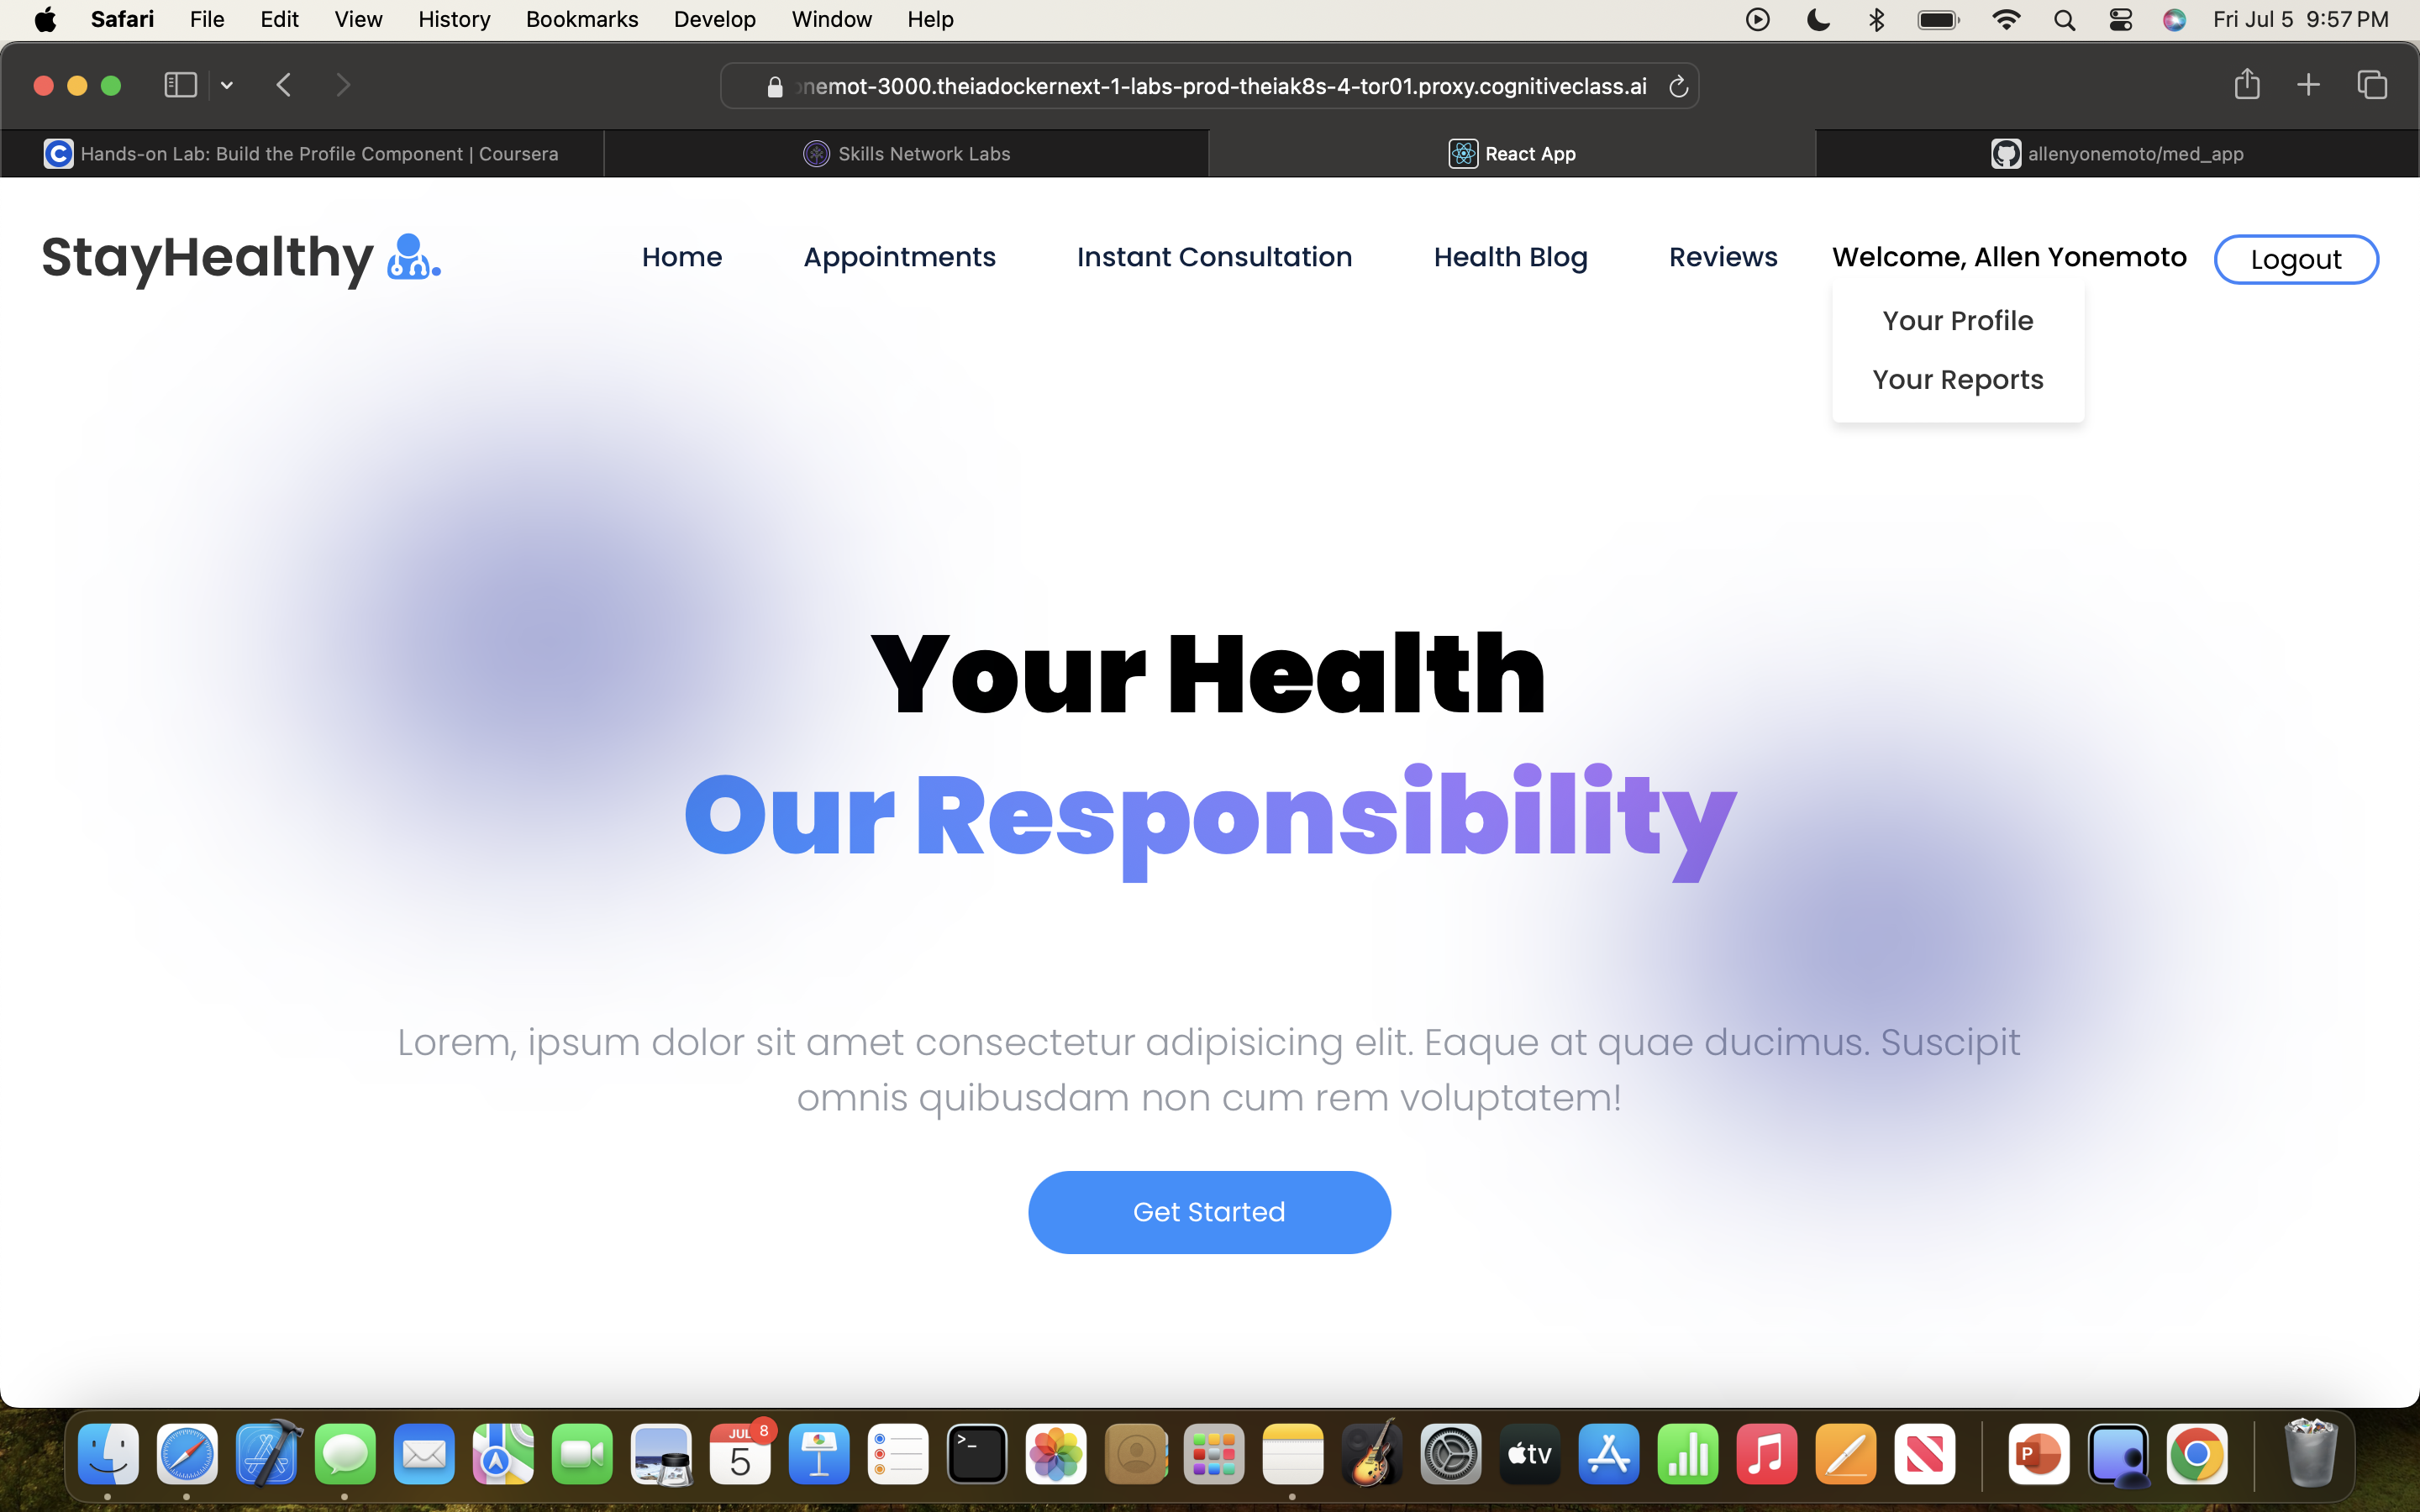 Safari File Edit View History Bookmarks Develop Window Help Fri Jul 5 9:57 PM
nemot-3000.theiadockernext-1-labs-prod-theiak8s-4-tor01.proxy.cognitiveclass.ai
Hands-on Lab: Build the Profile Component | Coursera
Skills Network Labs
React App
allenyonemoto/med_app
StayHealthy
Home Appointments Instant Consultation Health Blog Reviews Welcome, Allen Yonemoto Logout
Your Profile
Your Reports
Your Health
Our Responsibility
Lorem, ipsum dolor sit amet consectetur adipisicing elit. Eaque at quae ducimus. Suscipit
omnis quibusdam non cum rem voluptatem!
Get Started
JUL 8
5
>_
tv
P